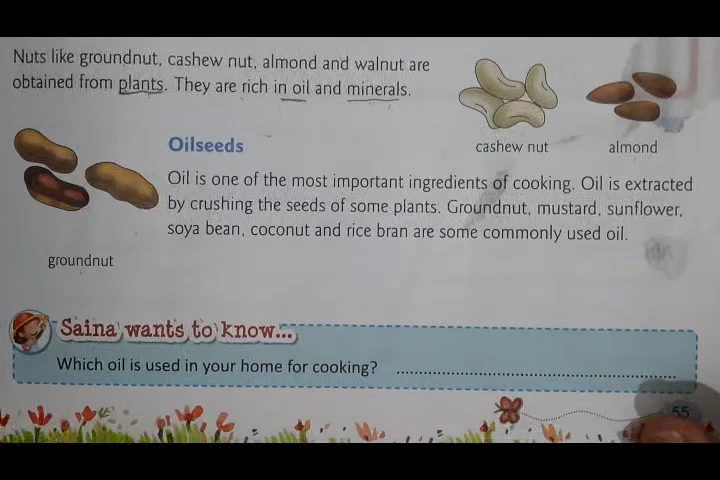 Nuts like groundnut, cashew nut, almond and walnut are
obtained from plants. They are rich in oil and minerals.
cashew nut
almond
Oilseeds
Oil is one of the most important ingredients of cooking. Oil is extracted
by crushing the seeds of some plants. Groundnut, mustard, sunflower,
soya bean, coconut and rice bran are some commonly used oil.
groundnut
Saina wants to know...
Which oil is used in your home for cooking? ........................................................
55